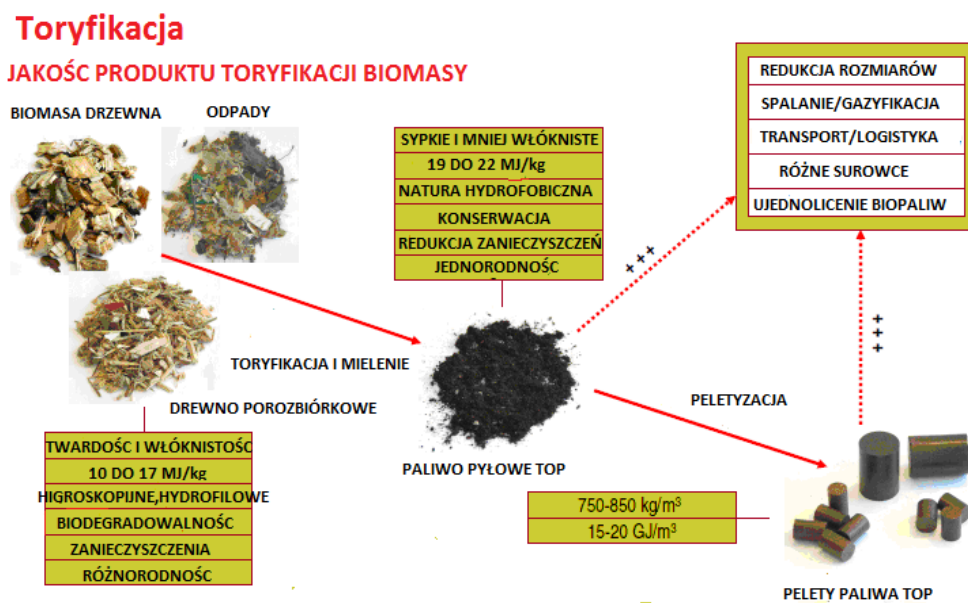 Toryfikacja
JAKOŚC PRODUKTU TORYFIKACJI BIOMASY
BIOMASA DRZEWNA
ODPADY
SYPKIE I MNIEJ WŁÓKNISTE
19 DO 22 MJ/kg
NATURA HYDROFOBICZNA
KONSERWACJA
REDUKCJA ZANIECZYSZCZEŃ
JEDNORODNOŚC
REDUKCJA ROZMIARÓW
SPALANIE/GAZYFIKACJA
TRANSPORT/LOGISTYKA
RÓŻNE SUROWCE
UJEDNOLICENIE BIOPALIW
+++
+++
TORYFIKACJA I MIELENIE
DREWNO POROZBIÓRKOWE
TWARDOŚC I WŁÓKNISTOŚC
10 DO 17 MJ/kg
HIGROSKOPIJNE,HYDROFILOWE
BIODEGRADOWALNOŚC
ZANIECZYSZCZENIA
RÓŻNORODNOŚC
PALIWO PYŁOWE TOP
PELETYZACJA
750-850 kg/m³
15-20 GJ/m³
PELETY PALIWA TOP